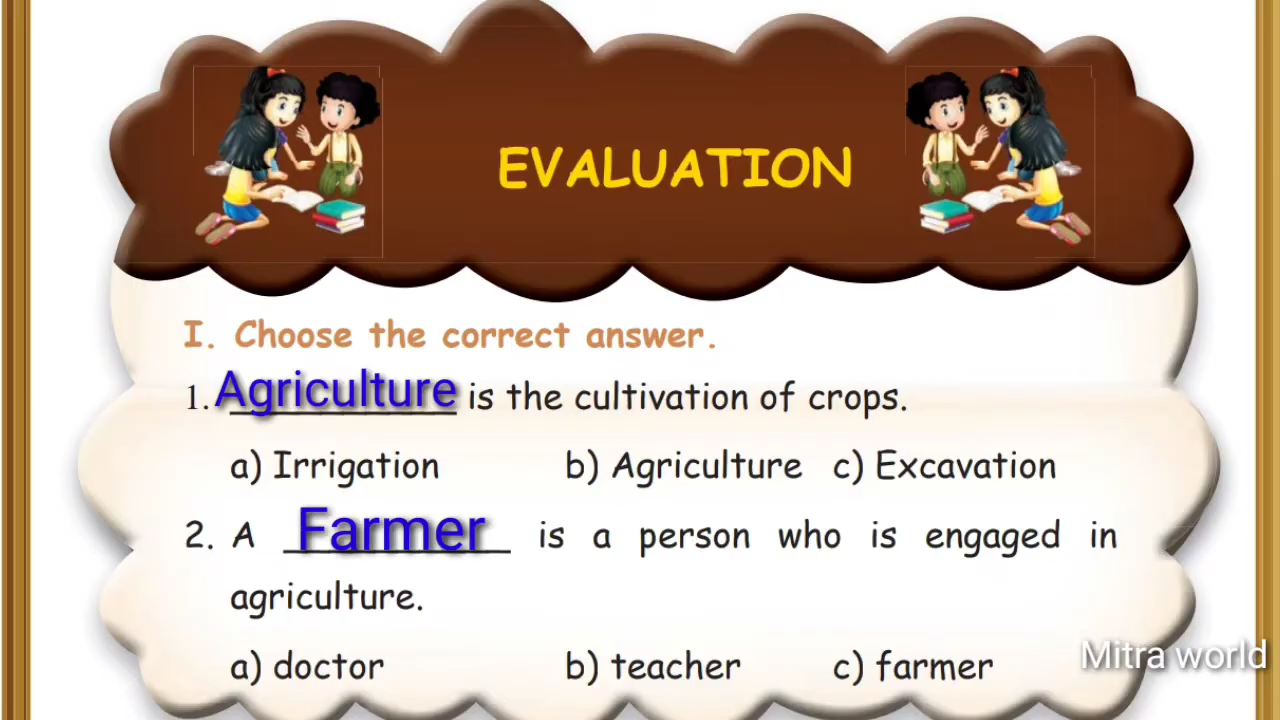 EVALUATION
I. Choose the correct answer.
1. Agriculture is the cultivation of crops.
a) Irrigation b) Agriculture c) Excavation
2. A Farmer is a person who is engaged in
agriculture.
Mitra world
a) doctor b) teacher c) farmer